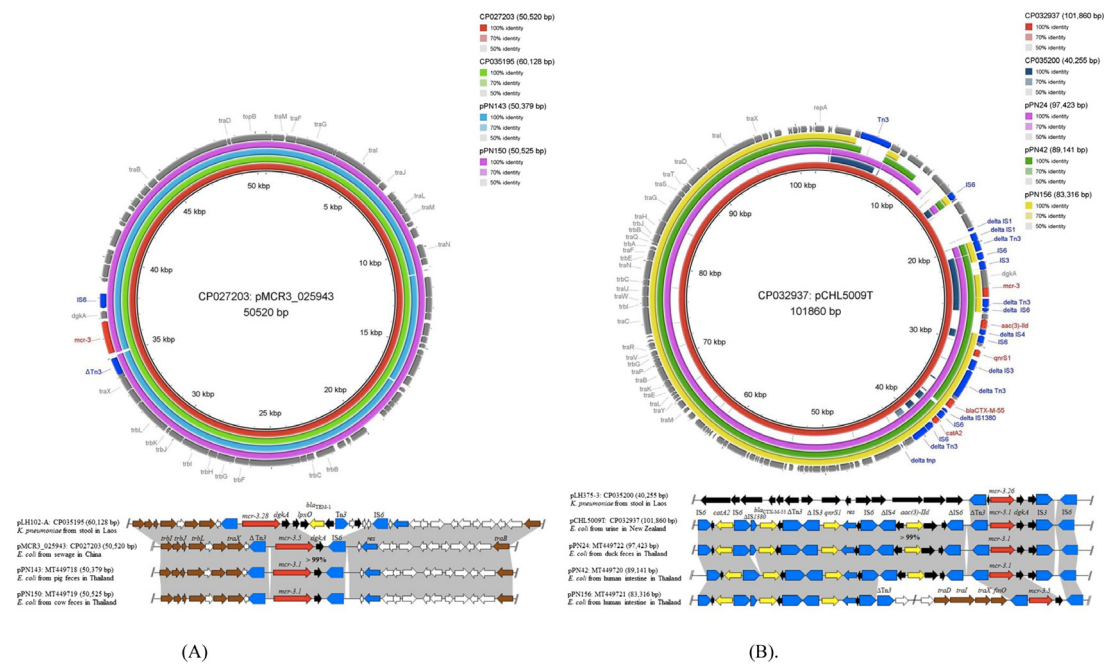 CP027203 (50,520 bp)
100% identity
70% identity
50% identity
CP035195 (60,128 bp)
100% identity
70% identity
50% identity
pPN143 (50,379 bp)
100% identity
70% identity
50% identity
pPN150 (50,525 bp)
100% identity
70% identity
50% identity
traD
topB
traM
traF
traG
traI
traJ
traL
traM
traN
traB
IS6
dgkA
mcr-3
ΔTn3
traX
trbL
trbK
trbJ
trbI
trbH
trbG
trbF
trbC
trbB
50 kbp
5 kbp
10 kbp
15 kbp
20 kbp
25 kbp
30 kbp
35 kbp
40 kbp
45 kbp
CP027203: pMCR3_025943
50520 bp
pLH102-A: CP035195 (60,128 bp)
K. pneumoniae from stool in Laos
mcr-3.28
dgkA
lpxO
blaTEM-1
Tn3
IS6
trbI
trbJ
trbL
traX
ΔTn3
mcr-3.5
dgkA
IS6
res
traB
pMCR3_025943: CP027203 (50,520 bp)
E. coli from sewage in China
> 99%
pPN143: MT449718 (50,379 bp)
E. coli from pig feces in Thailand
mcr-3.1
pPN150: MT449719 (50,525 bp)
E. coli from cow feces in Thailand
mcr-3.1
(A)
CP032937 (101,860 bp)
100% identity
70% identity
50% identity
CP035200 (40,255 bp)
100% identity
70% identity
50% identity
pPN24 (97,423 bp)
100% identity
70% identity
50% identity
pPN42 (89,141 bp)
100% identity
70% identity
50% identity
pPN156 (83,316 bp)
100% identity
70% identity
50% identity
repA
Tn3
IS6
delta IS1
delta IS1
delta Tn3
IS6
IS3
dgkA
mcr-3
delta Tn3
delta IS6
aac(3)-IId
delta IS4
IS6
qnrS1
delta IS3
delta Tn3
blaCTX-M-55
delta IS1380
IS6
catA2
IS6
delta Tn3
delta tnp
traX
traI
traD
traT
traS
traG
traH
trbJ
trbB
traQ
trbA
traF
trbE
traN
trbC
traU
traW
trbI
traC
traR
traV
trbG
traP
traB
traK
traE
traL
traY
traM
100 kbp
10 kbp
20 kbp
30 kbp
40 kbp
50 kbp
60 kbp
70 kbp
80 kbp
90 kbp
CP032937: pCHL5009T
101860 bp
pLH375-3: CP035200 (40,255 bp)
K. pneumoniae from stool in Laos
mcr-3.26
IS6
catA2
IS6
ΔIS1380
blaCTX-M-55
ΔTn3
ΔIS3
qnrS1
res
IS6
ΔIS4
aac(3)-IId
ΔIS6
ΔTn3
mcr-3.1
dgkA
IS3
IS6
pCHL5009T: CP032937 (101,860 bp)
E. coli from urine in New Zealand
> 99%
pPN24: MT449722 (97,423 bp)
E. coli from duck feces in Thailand
mcr-3.1
pPN42: MT449720 (89,141 bp)
E. coli from human intestine in Thailand
mcr-3.1
pPN156: MT449721 (83,316 bp)
E. coli from human intestine in Thailand
ΔTn3
traD
traI
traX
finO
mcr-3.1
(B).